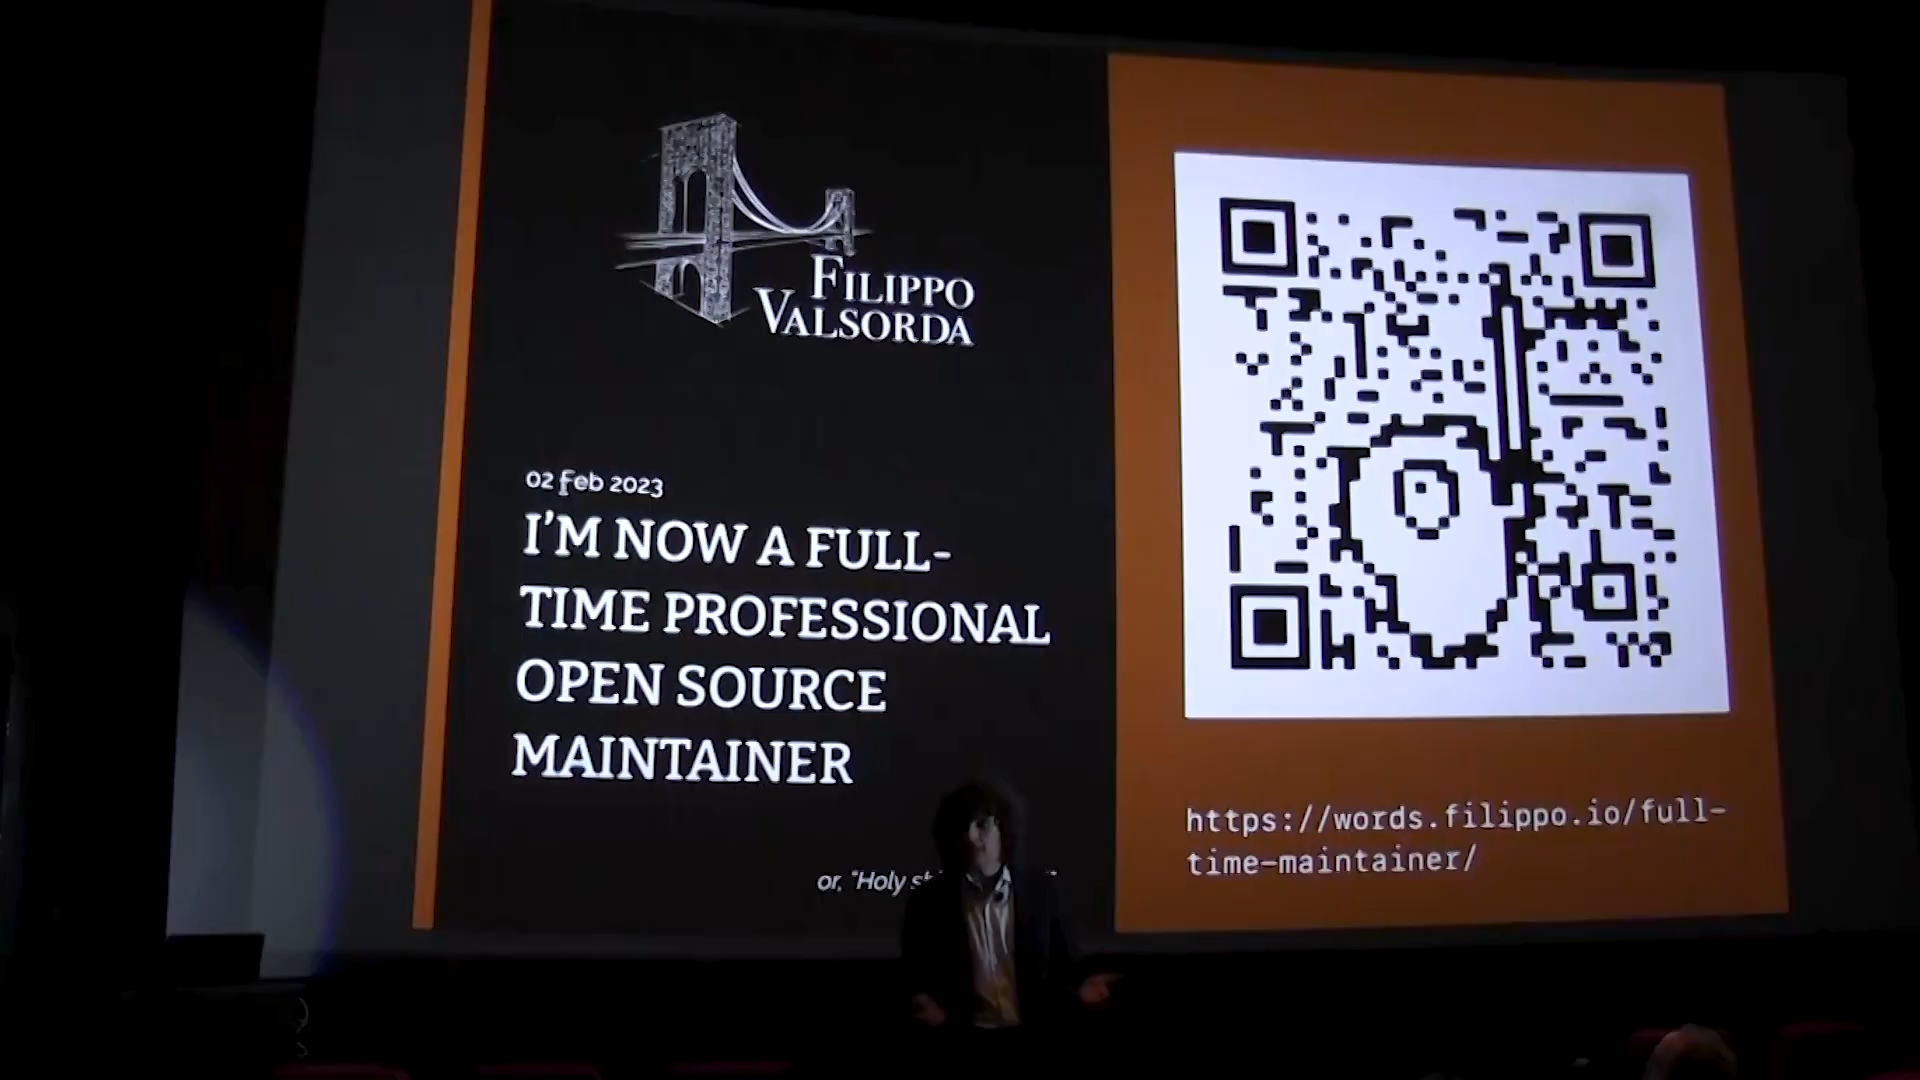 FILIPPO
VALSORDA
02 Feb 2023
I'M NOW A FULL-
TIME PROFESSIONAL
OPEN SOURCE
MAINTAINER
or, "Holy
https://words.filippo.io/full-
time-maintainer/